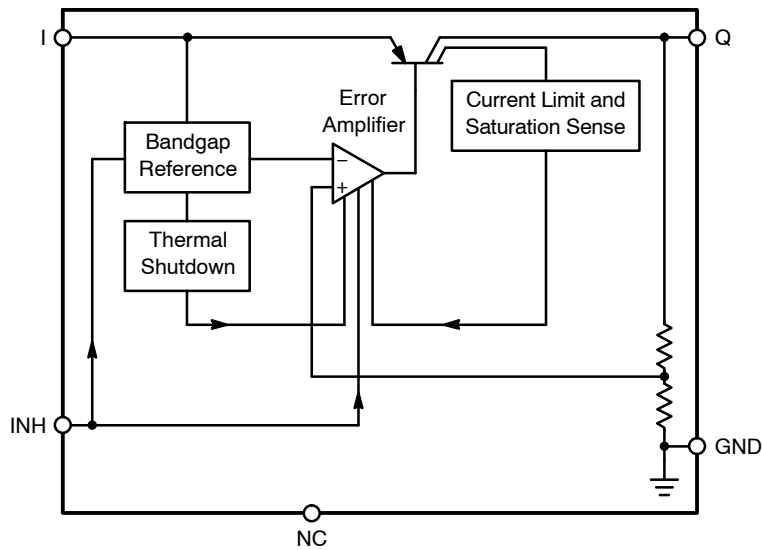 I
Q
Error
Amplifier
Current Limit and
Saturation Sense
Bandgap
Reference
−
+
Thermal
Shutdown
INH
GND
NC